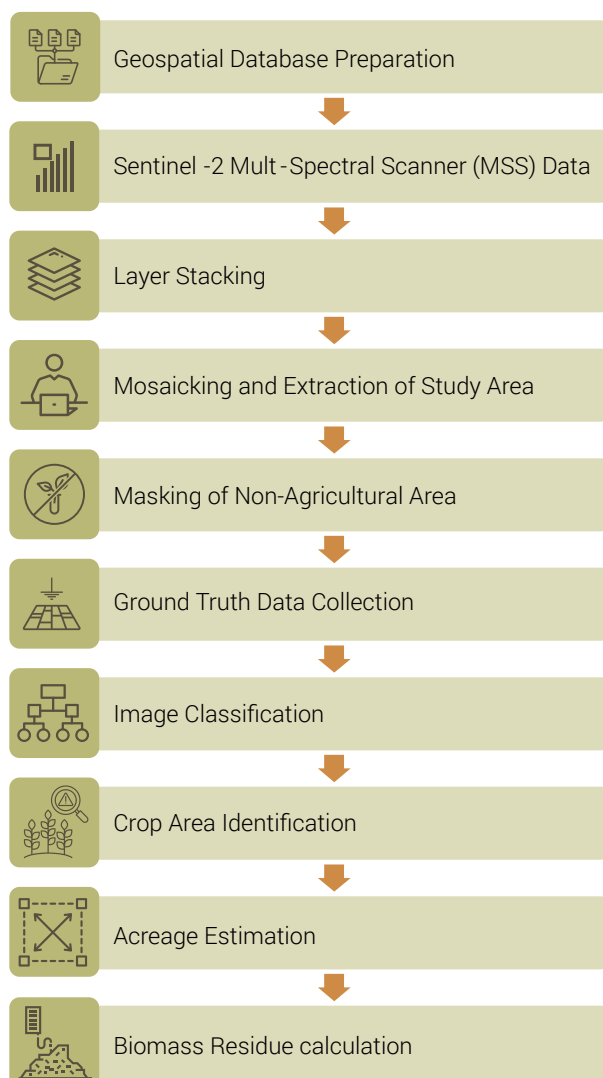 Geospatial Database Preparation
Sentinel -2 Mult-Spectral Scanner (MSS) Data
Layer Stacking
Mosaicking and Extraction of Study Area
Masking of Non-Agricultural Area
Ground Truth Data Collection
Image Classification
Crop Area Identification
Acreage Estimation
Biomass Residue calculation